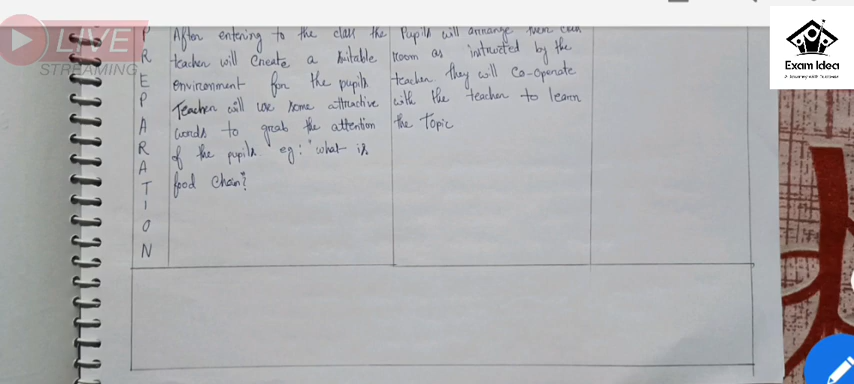 LIVE
STREAMING
Exam Idea
PREPARATION
After entering to the class the
teacher will create a suitable
environment for the pupils
Teacher will use some attractive
words to grab the attention
of the pupils eg: "what is
food chain"?
Pupils will arrange their class
room as instructed by the
teacher they will co-operate
with the teacher to learn
the Topic